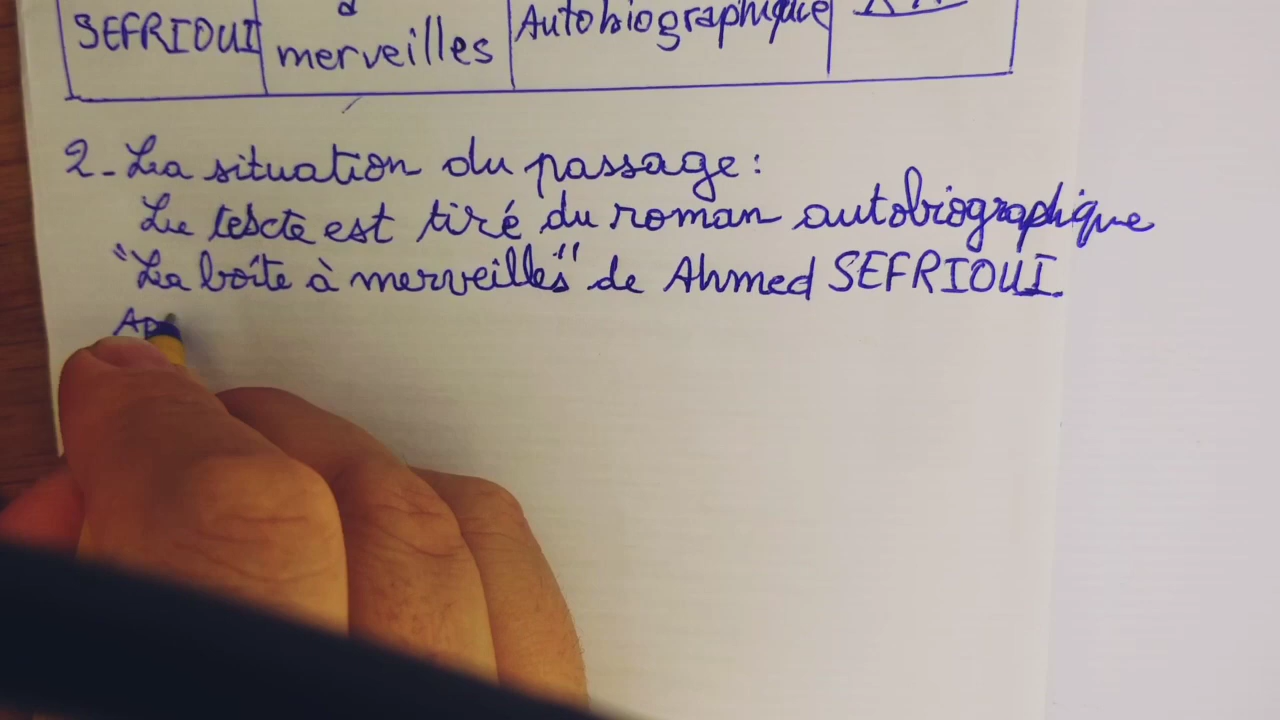 à
SEFRIOUI merveilles Autobiographique
2. La situation du passage :
Le texte est tiré du roman autobiographique
"La boîte à merveilles" de Ahmed SEFRIOUI.
Ap